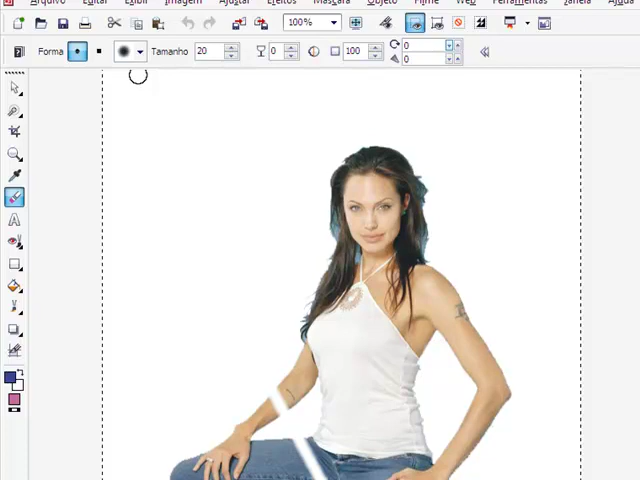 Arquivo Editar Exibir Imagem Ajustar Efeitos Máscara Objeto Filme Web Ferramentas Janela Ajuda
100%
Forma Tamanho 20 0 100 0
0